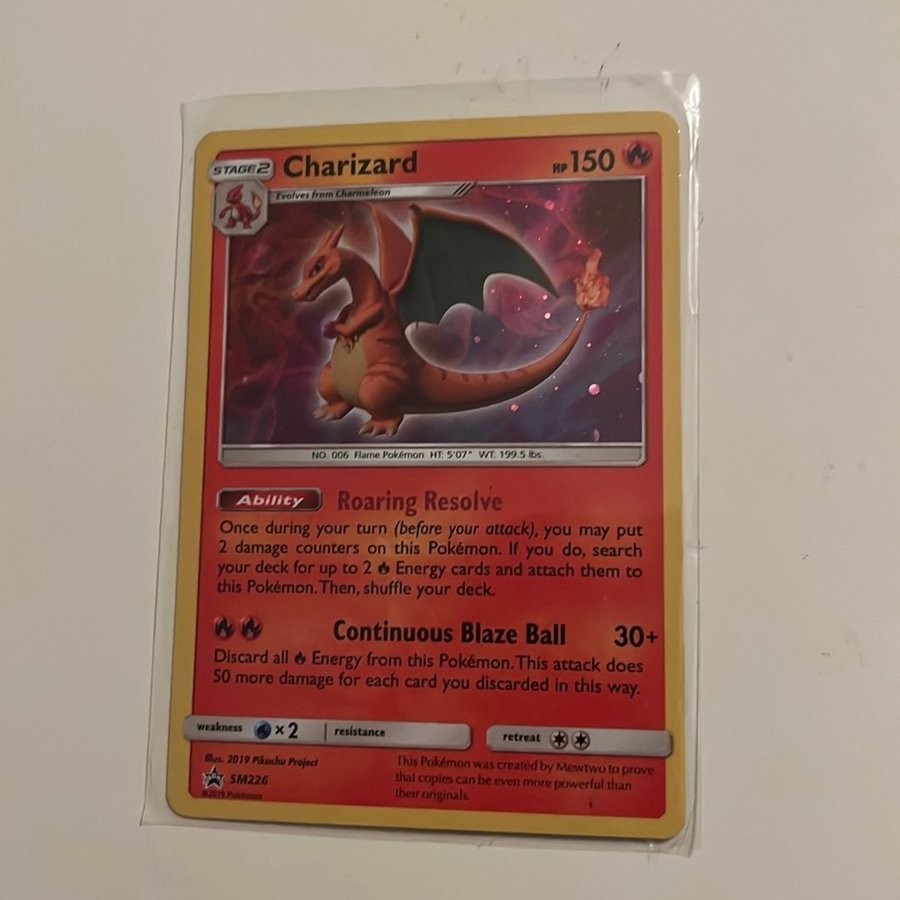 STAGE2 Charizard HP150
Evolves from Charmeleon
NO. 006 Flame Pokémon HT: 5'07" WT: 199.5 lbs.
Ability Roaring Resolve
Once during your turn (before your attack), you may put
2 damage counters on this Pokémon. If you do, search
your deck for up to 2 Energy cards and attach them to
this Pokémon. Then, shuffle your deck.
Continuous Blaze Ball 30+
Discard all Energy from this Pokémon. This attack does
50 more damage for each card you discarded in this way.
weakness ×2 resistance retreat
Illus. 2019 Pikachu Project
SM226
©2019 Pokémon
This Pokémon was created by Mewtwo to prove
that copies can be even more powerful than
their originals.